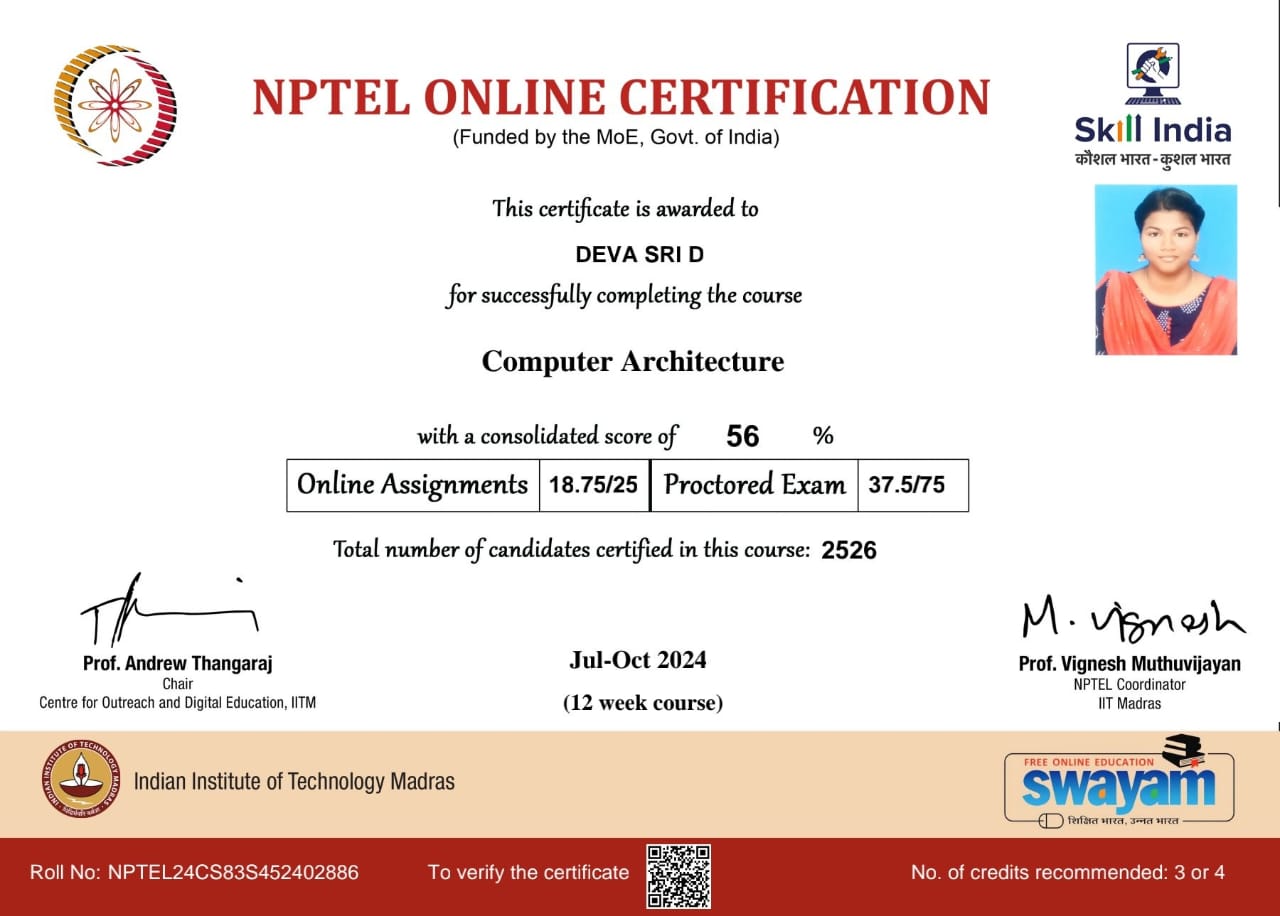 NPTEL ONLINE CERTIFICATION
(Funded by the MoE, Govt. of India)
Skill India
कौशल भारत - कुशल भारत
This certificate is awarded to
DEVA SRI D
for successfully completing the course
Computer Architecture
with a consolidated score of 56 %
Online Assignments 18.75/25 Proctored Exam 37.5/75
Total number of candidates certified in this course: 2526
M. Vignesh
Prof. Andrew Thangaraj
Chair
Centre for Outreach and Digital Education, IITM
Jul-Oct 2024
(12 week course)
Prof. Vignesh Muthuvijayan
NPTEL Coordinator
IIT Madras
INDIAN INSTITUTE OF TECHNOLOGY MADRAS
Indian Institute of Technology Madras
FREE ONLINE EDUCATION
swayam
शिक्षित भारत, उन्नत भारत
Roll No: NPTEL24CS83S452402886
To verify the certificate
No. of credits recommended: 3 or 4